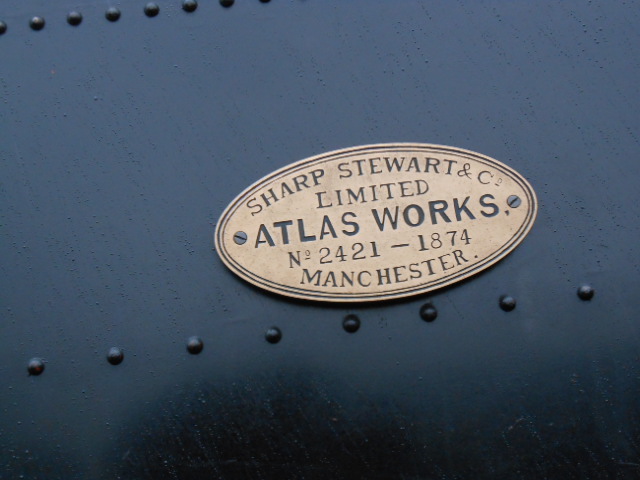 SHARP STEWART & Cº
LIMITED
ATLAS WORKS,
Nº 2421 — 1874
MANCHESTER.